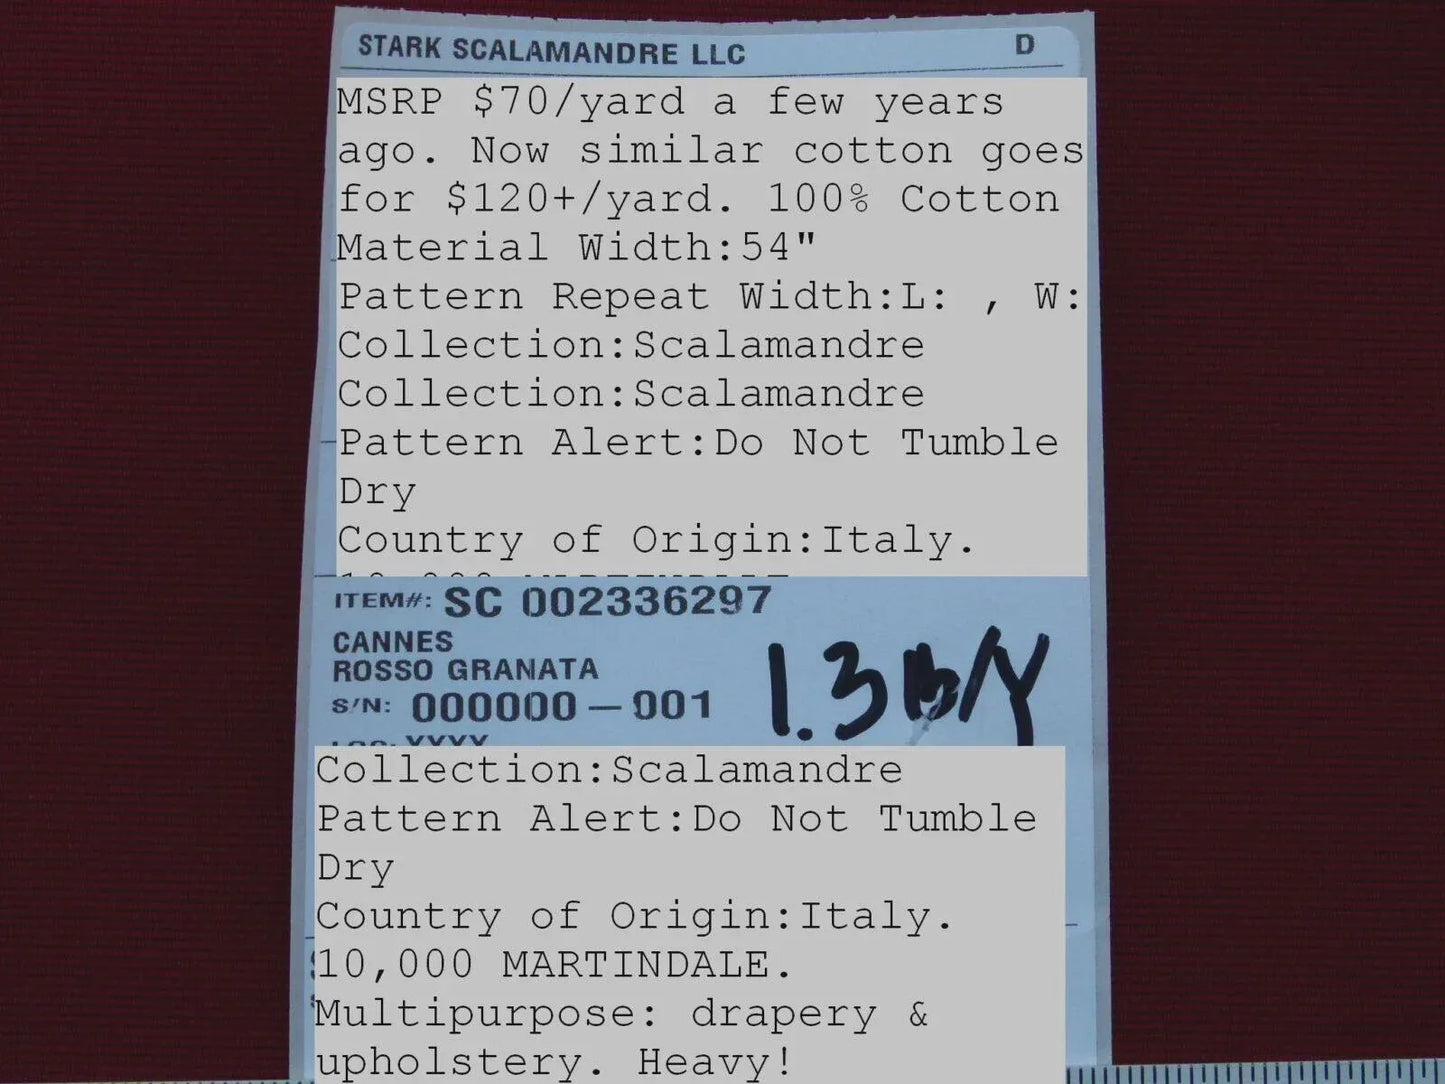 STARK SCALAMANDRE LLC D
MSRP $70/yard a few years
ago. Now similar cotton goes
for $120+/yard. 100% Cotton
Material Width:54"
Pattern Repeat Width:L: , W:
Collection:Scalamandre
Collection:Scalamandre
Pattern Alert:Do Not Tumble
Dry
Country of Origin:Italy.
ITEM#: SC 002336297
CANNES
ROSSO GRANATA
S/N: 000000 — 001
1.3 lb/Y
Collection:Scalamandre
Pattern Alert:Do Not Tumble
Dry
Country of Origin:Italy.
10,000 MARTINDALE.
Multipurpose: drapery &
upholstery. Heavy!